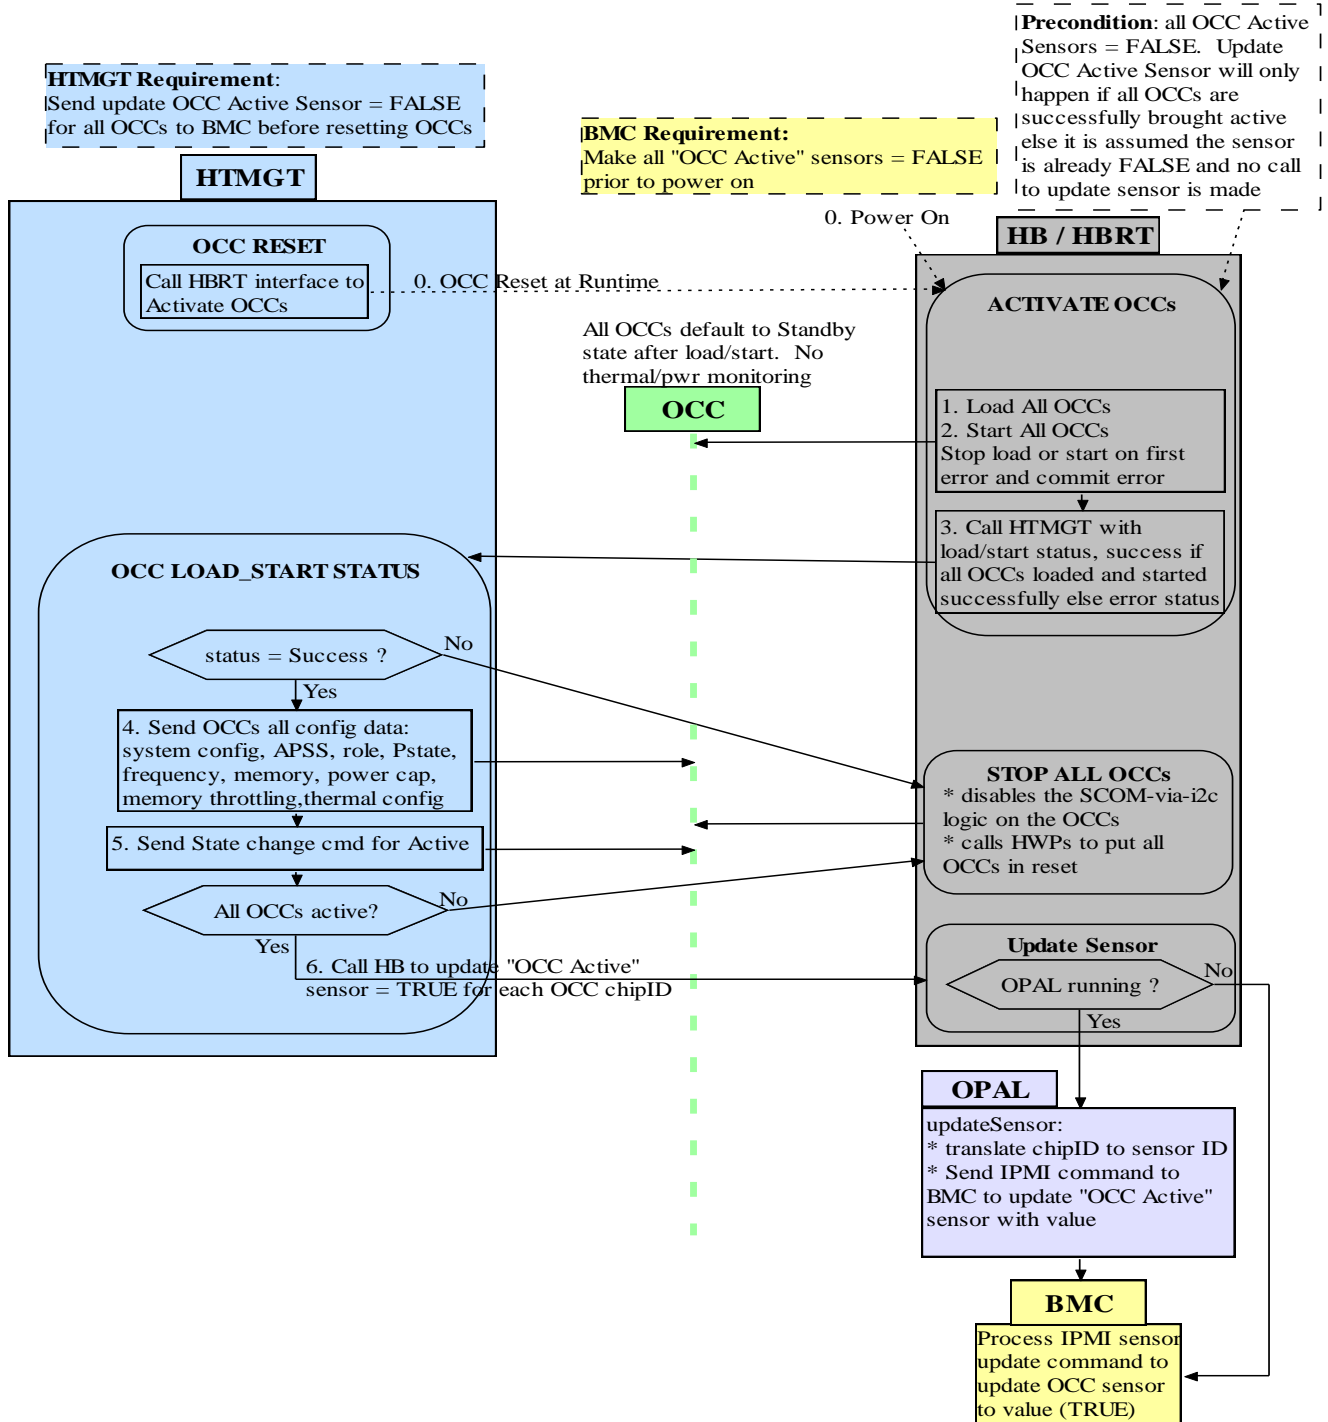 Precondition: all OCC Active
Sensors = FALSE.  Update
OCC Active Sensor will only
happen if all OCCs are
successfully brought active
else it is assumed the sensor
is already FALSE and no call
to update sensor is made
HTMGT Requirement:
Send update OCC Active Sensor = FALSE
for all OCCs to BMC before resetting OCCs
BMC Requirement:
Make all "OCC Active" sensors = FALSE
prior to power on
HTMGT
0. Power On
HB / HBRT
OCC RESET
Call HBRT interface to
Activate OCCs
0. OCC Reset at Runtime
ACTIVATE OCCs
All OCCs default to Standby
state after load/start.  No
thermal/pwr monitoring
OCC
1. Load All OCCs
2. Start All OCCs
Stop load or start on first
error and commit error
3. Call HTMGT with
load/start status, success if
all OCCs loaded and started
successfully else error status
OCC LOAD_START STATUS
status = Success ?
No
Yes
4. Send OCCs all config data:
system config, APSS, role, Pstate,
frequency, memory, power cap,
memory throttling,thermal config
STOP ALL OCCs
* disables the SCOM-via-i2c
logic on the OCCs
* calls HWPs to put all
OCCs in reset
5. Send State change cmd for Active
All OCCs active?
No
Yes
6. Call HB to update "OCC Active"
sensor = TRUE for each OCC chipID
Update Sensor
OPAL running ?
No
Yes
OPAL
updateSensor:
* translate chipID to sensor ID
* Send IPMI command to
BMC to update "OCC Active"
sensor with value
BMC
Process IPMI sensor
update command to
update OCC sensor
to value (TRUE)